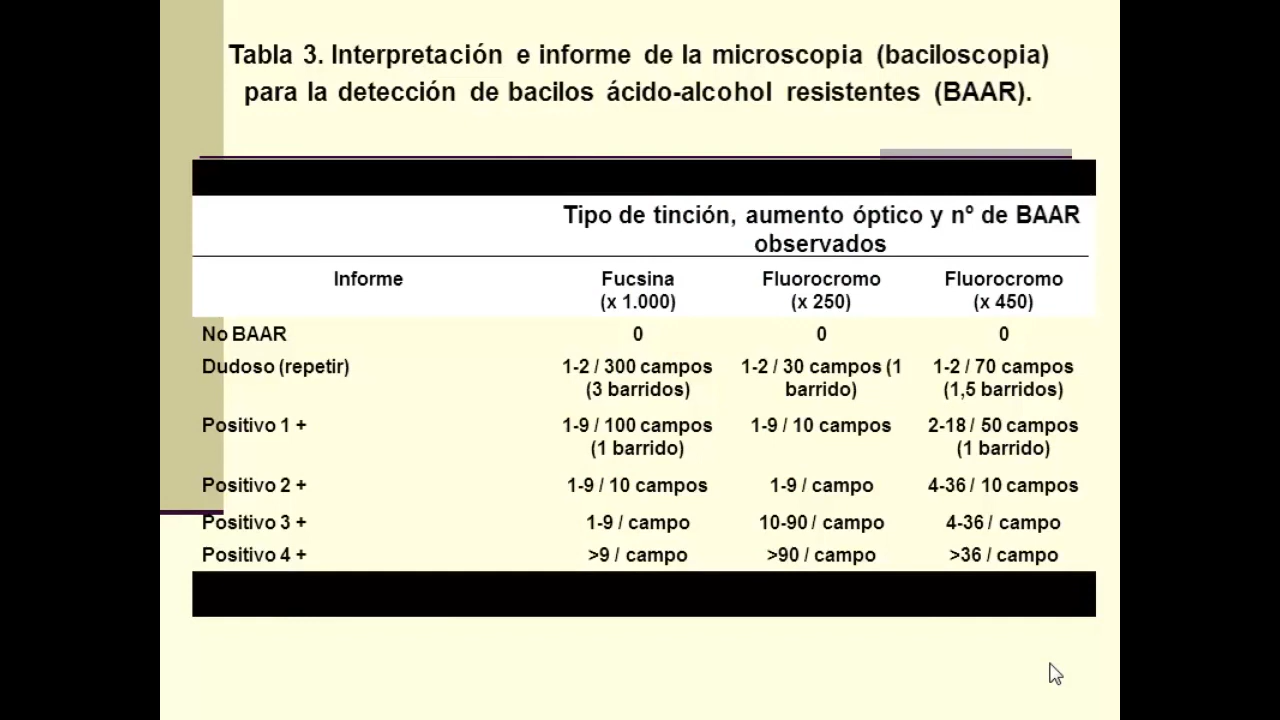 Tabla 3. Interpretación e informe de la microscopia (baciloscopia)
para la detección de bacilos ácido-alcohol resistentes (BAAR).
Tipo de tinción, aumento óptico y nº de BAAR
observados
Informe Fucsina Fluorocromo Fluorocromo
(x 1.000) (x 250) (x 450)
No BAAR 0 0 0
Dudoso (repetir) 1-2 / 300 campos 1-2 / 30 campos (1 1-2 / 70 campos
(3 barridos) barrido) (1,5 barridos)
Positivo 1 + 1-9 / 100 campos 1-9 / 10 campos 2-18 / 50 campos
(1 barrido) (1 barrido)
Positivo 2 + 1-9 / 10 campos 1-9 / campo 4-36 / 10 campos
Positivo 3 + 1-9 / campo 10-90 / campo 4-36 / campo
Positivo 4 + >9 / campo >90 / campo >36 / campo